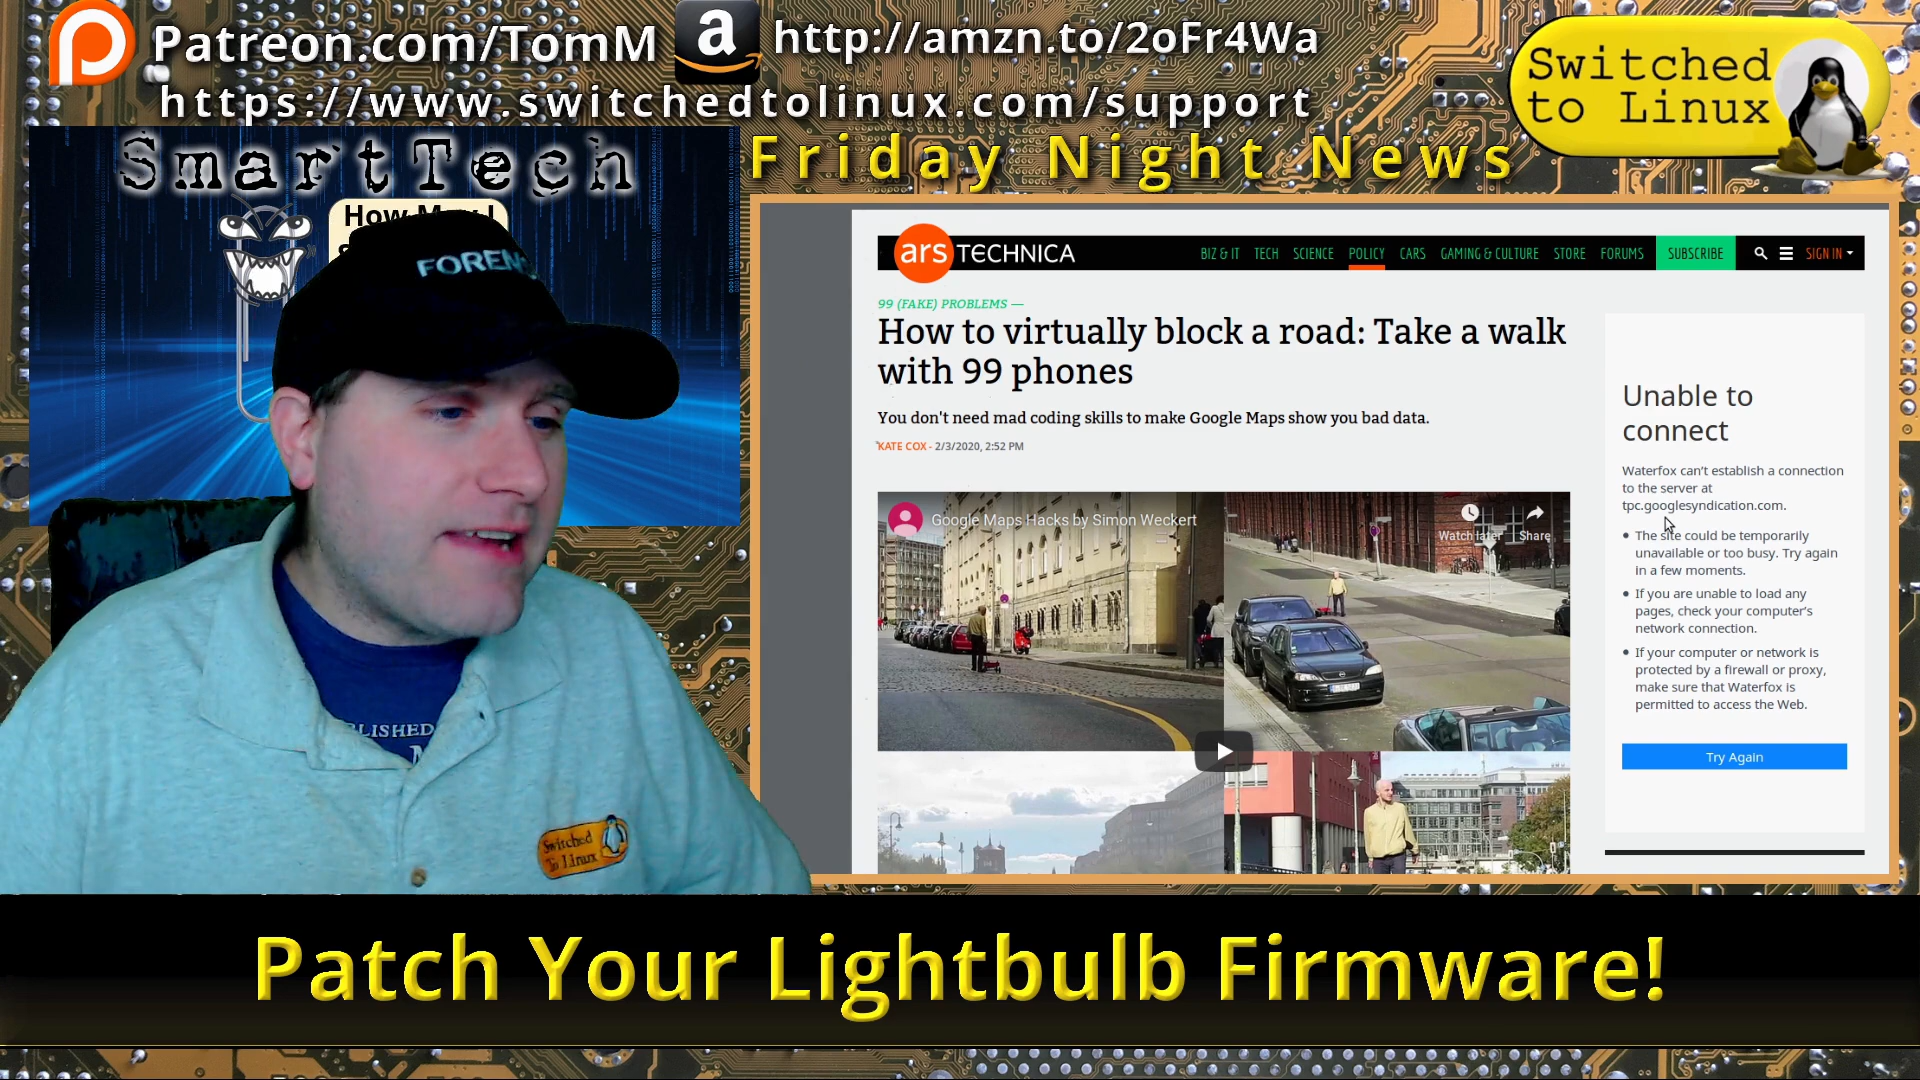 Patreon.com/TomM
a
http://amzn.to/2oFr4Wa
https://www.switchedtolinux.com/support
Switched
to Linux
SmartTech
Friday Night News
How May I
FOREN
LISHED
Switched
To Linux
ars TECHNICA
BIZ & IT TECH SCIENCE POLICY CARS GAMING & CULTURE STORE FORUMS SUBSCRIBE SIGN IN
99 (FAKE) PROBLEMS —
How to virtually block a road: Take a walk
with 99 phones
You don't need mad coding skills to make Google Maps show you bad data.
KATE COX - 2/3/2020, 2:52 PM
Google Maps Hacks by Simon Weckert
Watch later Share
Unable to
connect
Waterfox can’t establish a connection
to the server at
tpc.googlesyndication.com.
• The site could be temporarily
unavailable or too busy. Try again
in a few moments.
• If you are unable to load any
pages, check your computer’s
network connection.
• If your computer or network is
protected by a firewall or proxy,
make sure that Waterfox is
permitted to access the Web.
Try Again
Patch Your Lightbulb Firmware!